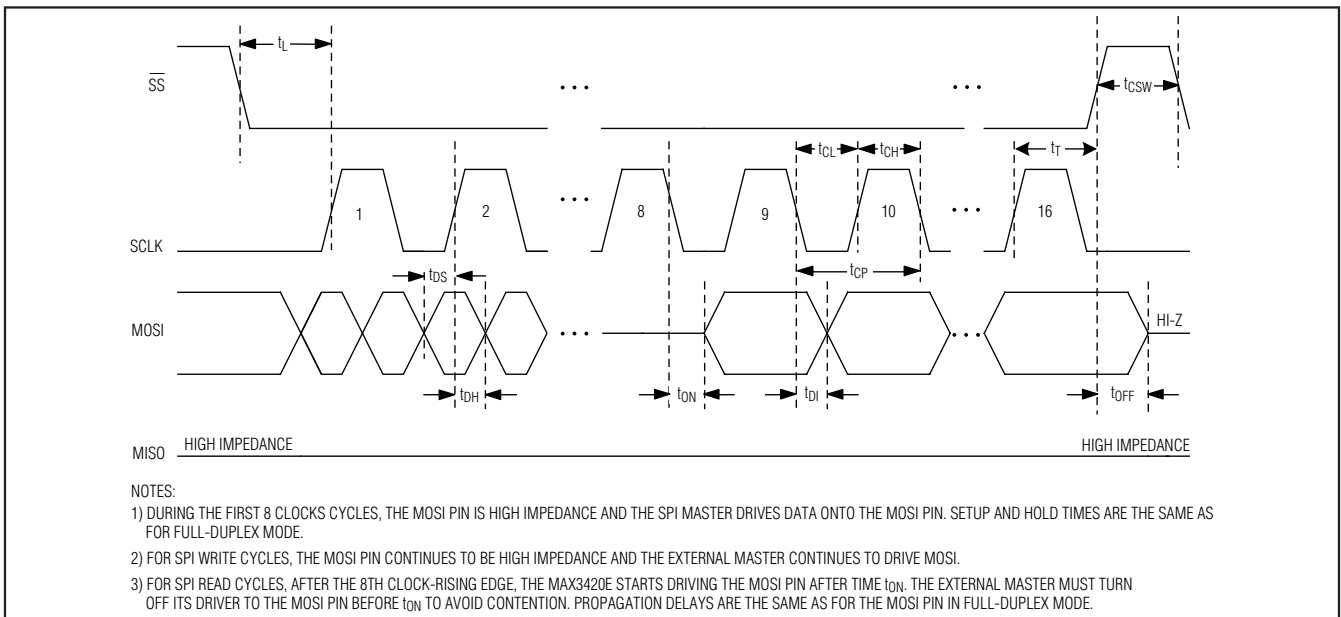 tL
SS
tCSW
tCL
tCH
tT
1
2
8
9
10
16
SCLK
tDS
tCP
MOSI
HI-Z
tDH
tON
tDI
tOFF
MISO HIGH IMPEDANCE HIGH IMPEDANCE
NOTES:
1) DURING THE FIRST 8 CLOCKS CYCLES, THE MOSI PIN IS HIGH IMPEDANCE AND THE SPI MASTER DRIVES DATA ONTO THE MOSI PIN. SETUP AND HOLD TIMES ARE THE SAME AS
FOR FULL-DUPLEX MODE.
2) FOR SPI WRITE CYCLES, THE MOSI PIN CONTINUES TO BE HIGH IMPEDANCE AND THE EXTERNAL MASTER CONTINUES TO DRIVE MOSI.
3) FOR SPI READ CYCLES, AFTER THE 8TH CLOCK-RISING EDGE, THE MAX3420E STARTS DRIVING THE MOSI PIN AFTER TIME tON. THE EXTERNAL MASTER MUST TURN
OFF ITS DRIVER TO THE MOSI PIN BEFORE tON TO AVOID CONTENTION. PROPAGATION DELAYS ARE THE SAME AS FOR THE MOSI PIN IN FULL-DUPLEX MODE.